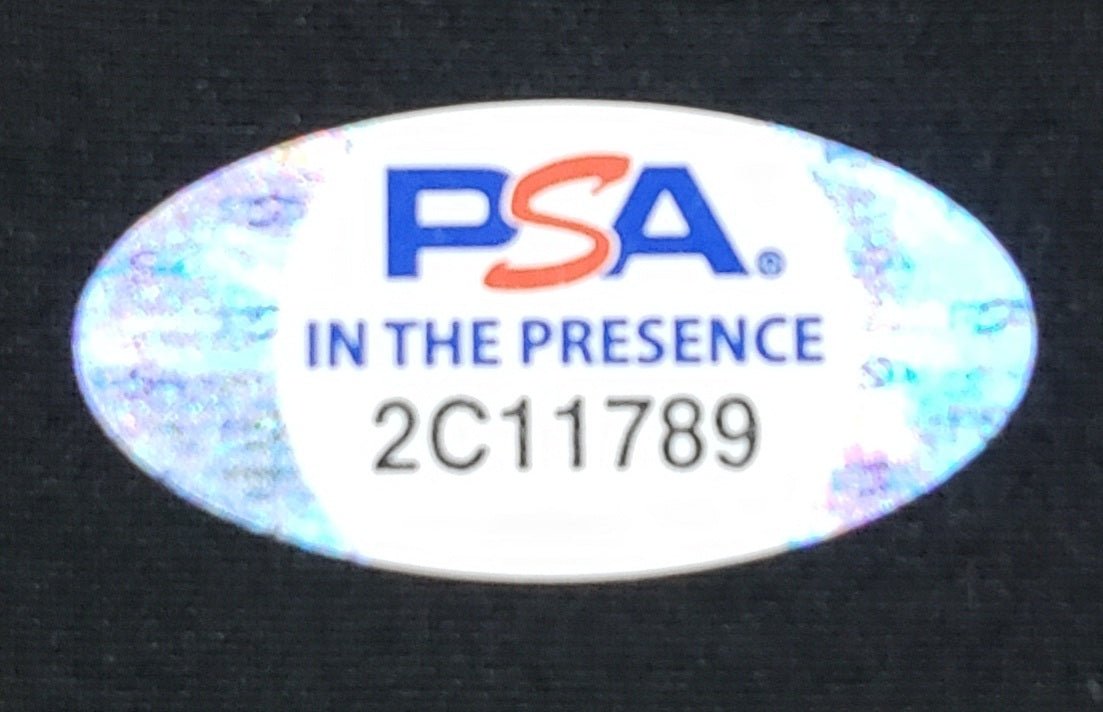 PSA®
IN THE PRESENCE
2C11789